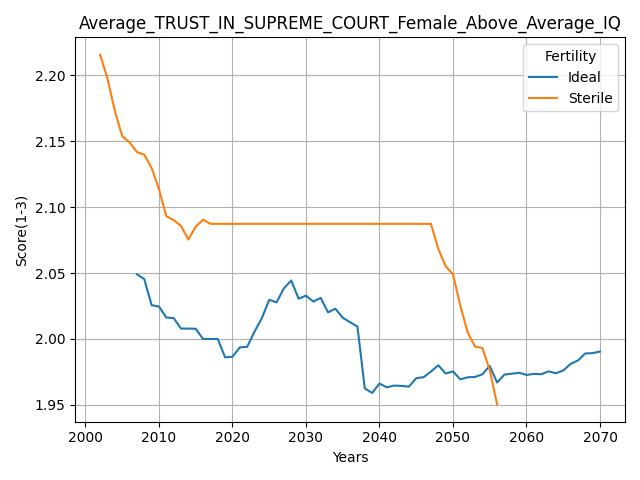 Average_TRUST_IN_SUPREME_COURT_Female_Above_Average_IQ
Fertility
Ideal
Sterile
Score(1-3)
2.20
2.15
2.10
2.05
2.00
1.95
2000 2010 2020 2030 2040 2050 2060 2070
Years